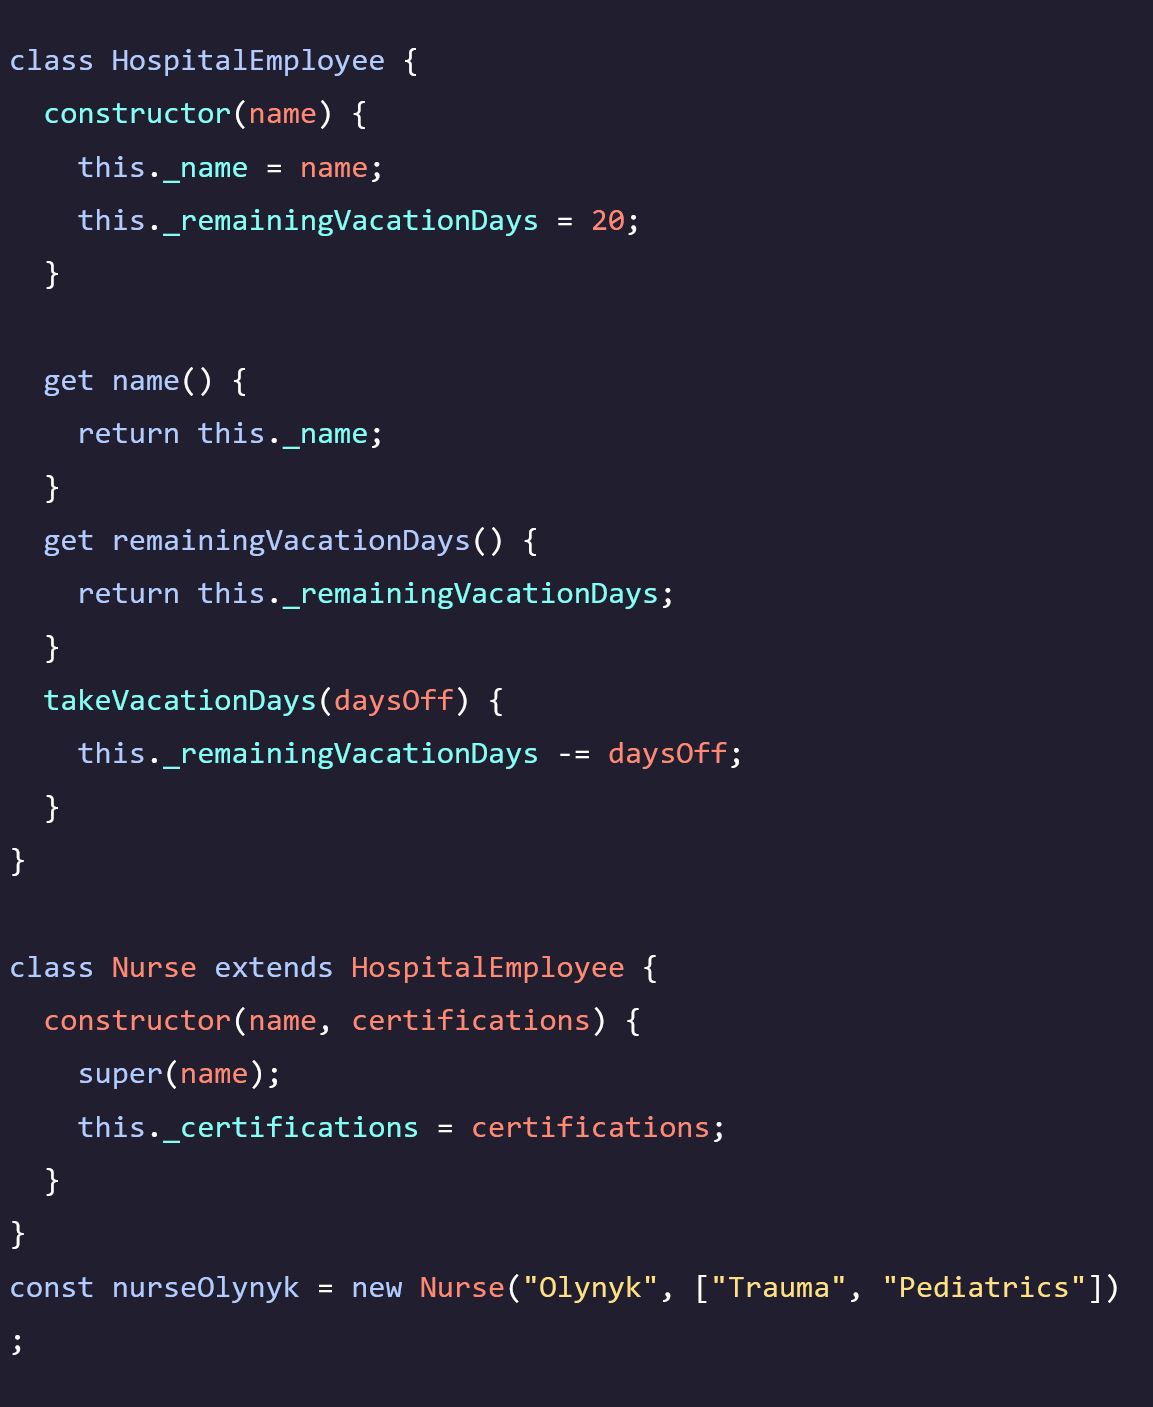 class HospitalEmployee {
  constructor(name) {
    this._name = name;
    this._remainingVacationDays = 20;
  }

  get name() {
    return this._name;
  }
  get remainingVacationDays() {
    return this._remainingVacationDays;
  }
  takeVacationDays(daysOff) {
    this._remainingVacationDays -= daysOff;
  }
}

class Nurse extends HospitalEmployee {
  constructor(name, certifications) {
    super(name);
    this._certifications = certifications;
  }
}
const nurseOlynyk = new Nurse("Olynyk", ["Trauma", "Pediatrics"])
;